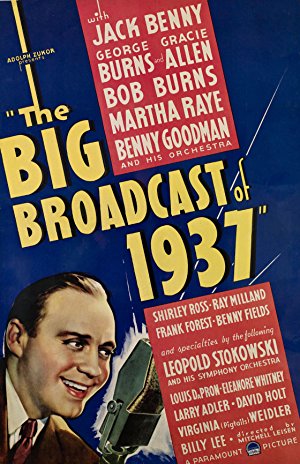 ADOLPH ZUKOR
presents
with
JACK BENNY
GEORGE GRACIE
BURNS and ALLEN
BOB BURNS
MARTHA RAYE
BENNY GOODMAN
AND HIS ORCHESTRA
"The
BIG
BROADCAST of
1937"
SHIRLEY ROSS - RAY MILLAND
FRANK FOREST - BENNY FIELDS
and specialties by the following
LEOPOLD STOKOWSKI
AND HIS SYMPHONY ORCHESTRA
LOUIS DAPRON - ELEANORE WHITNEY
LARRY ADLER - DAVID HOLT
VIRGINIA (Pigtails) WEIDLER
BILLY LEE - directed by MITCHELL LEISEN
A PARAMOUNT PICTURE